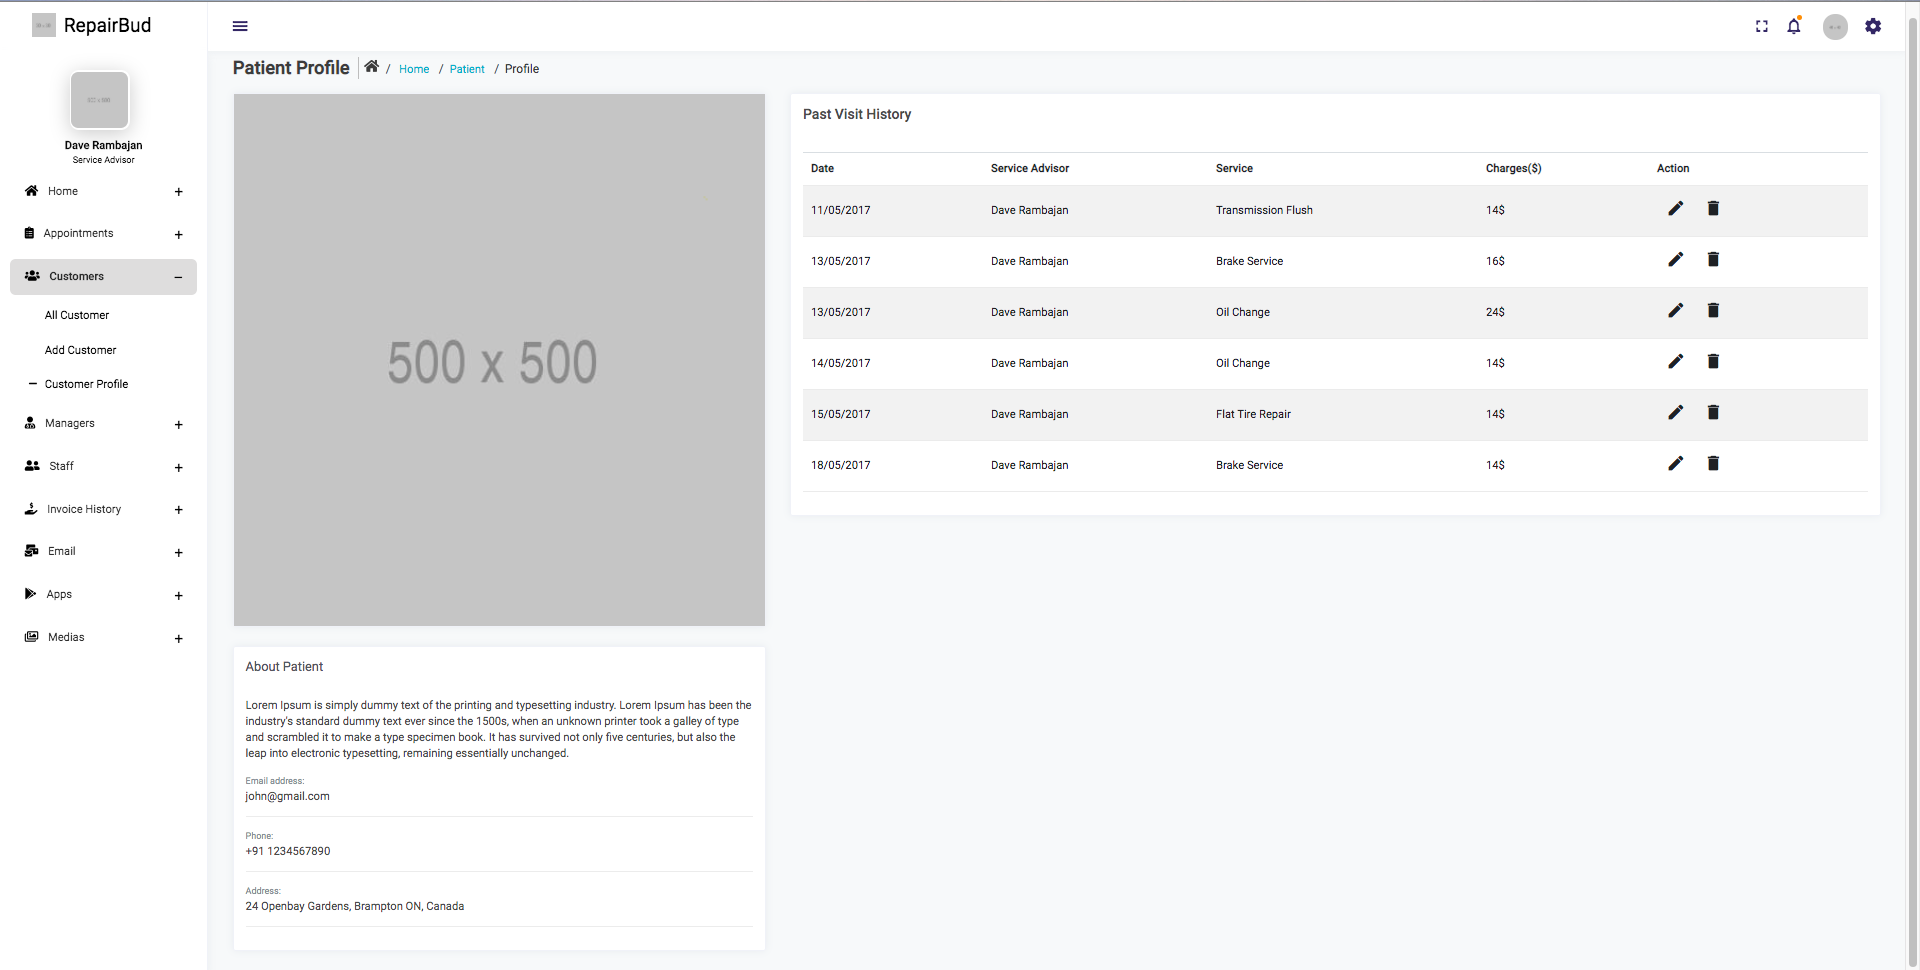 RepairBud
Dave Rambajan
Service Advisor
Home
Appointments
Customers
All Customer
Add Customer
Customer Profile
Managers
Staff
Invoice History
Email
Apps
Medias
Patient Profile / Home / Patient / Profile
500 x 500
About Patient
Lorem Ipsum is simply dummy text of the printing and typesetting industry. Lorem Ipsum has been the
industry's standard dummy text ever since the 1500s, when an unknown printer took a galley of type
and scrambled it to make a type specimen book. It has survived not only five centuries, but also the
leap into electronic typesetting, remaining essentially unchanged.
Email address:
john@gmail.com
Phone:
+91 1234567890
Address:
24 Openbay Gardens, Brampton ON, Canada
Past Visit History
Date Service Advisor Service Charges($) Action
11/05/2017 Dave Rambajan Transmission Flush 14$
13/05/2017 Dave Rambajan Brake Service 16$
13/05/2017 Dave Rambajan Oil Change 24$
14/05/2017 Dave Rambajan Oil Change 14$
15/05/2017 Dave Rambajan Flat Tire Repair 14$
18/05/2017 Dave Rambajan Brake Service 14$